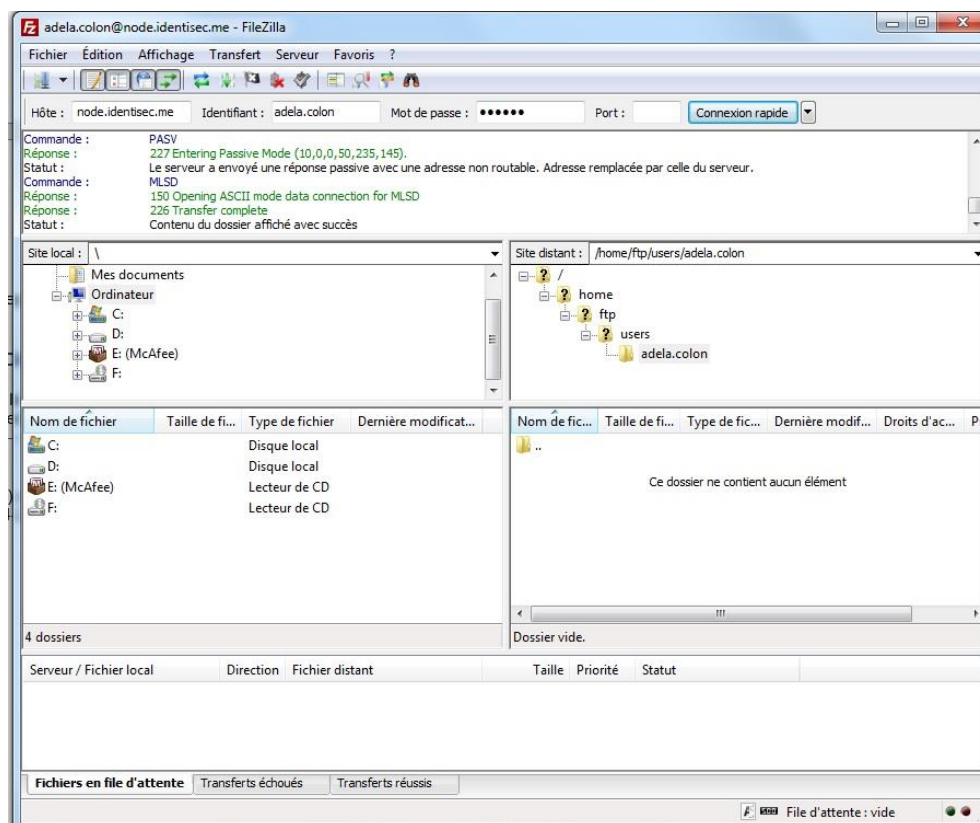 adela.colon@node.identisec.me - FileZilla
Fichier Édition Affichage Transfert Serveur Favoris ?
Hôte : node.identisec.me Identifiant : adela.colon Mot de passe : •••••• Port : Connexion rapide
Commande : PASV
Réponse : 227 Entering Passive Mode (10,0,0,50,235,145).
Statut : Le serveur a envoyé une réponse passive avec une adresse non routable. Adresse remplacée par celle du serveur.
Commande : MLSD
Réponse : 150 Opening ASCII mode data connection for MLSD
Réponse : 226 Transfer complete
Statut : Contenu du dossier affiché avec succès
Site local : \
Mes documents
Ordinateur
C:
D:
E: (McAfee)
F:
Site distant : /home/ftp/users/adela.colon
/
home
ftp
users
adela.colon
Nom de fichier Taille de fi... Type de fichier Dernière modificat...
C: Disque local
D: Disque local
E: (McAfee) Lecteur de CD
F: Lecteur de CD
4 dossiers
Nom de fic... Taille de fi... Type de fic... Dernière modif... Droits d'ac... P
..
Ce dossier ne contient aucun élément
Dossier vide.
Serveur / Fichier local Direction Fichier distant Taille Priorité Statut
Fichiers en file d'attente Transferts échoués Transferts réussis
File d'attente : vide